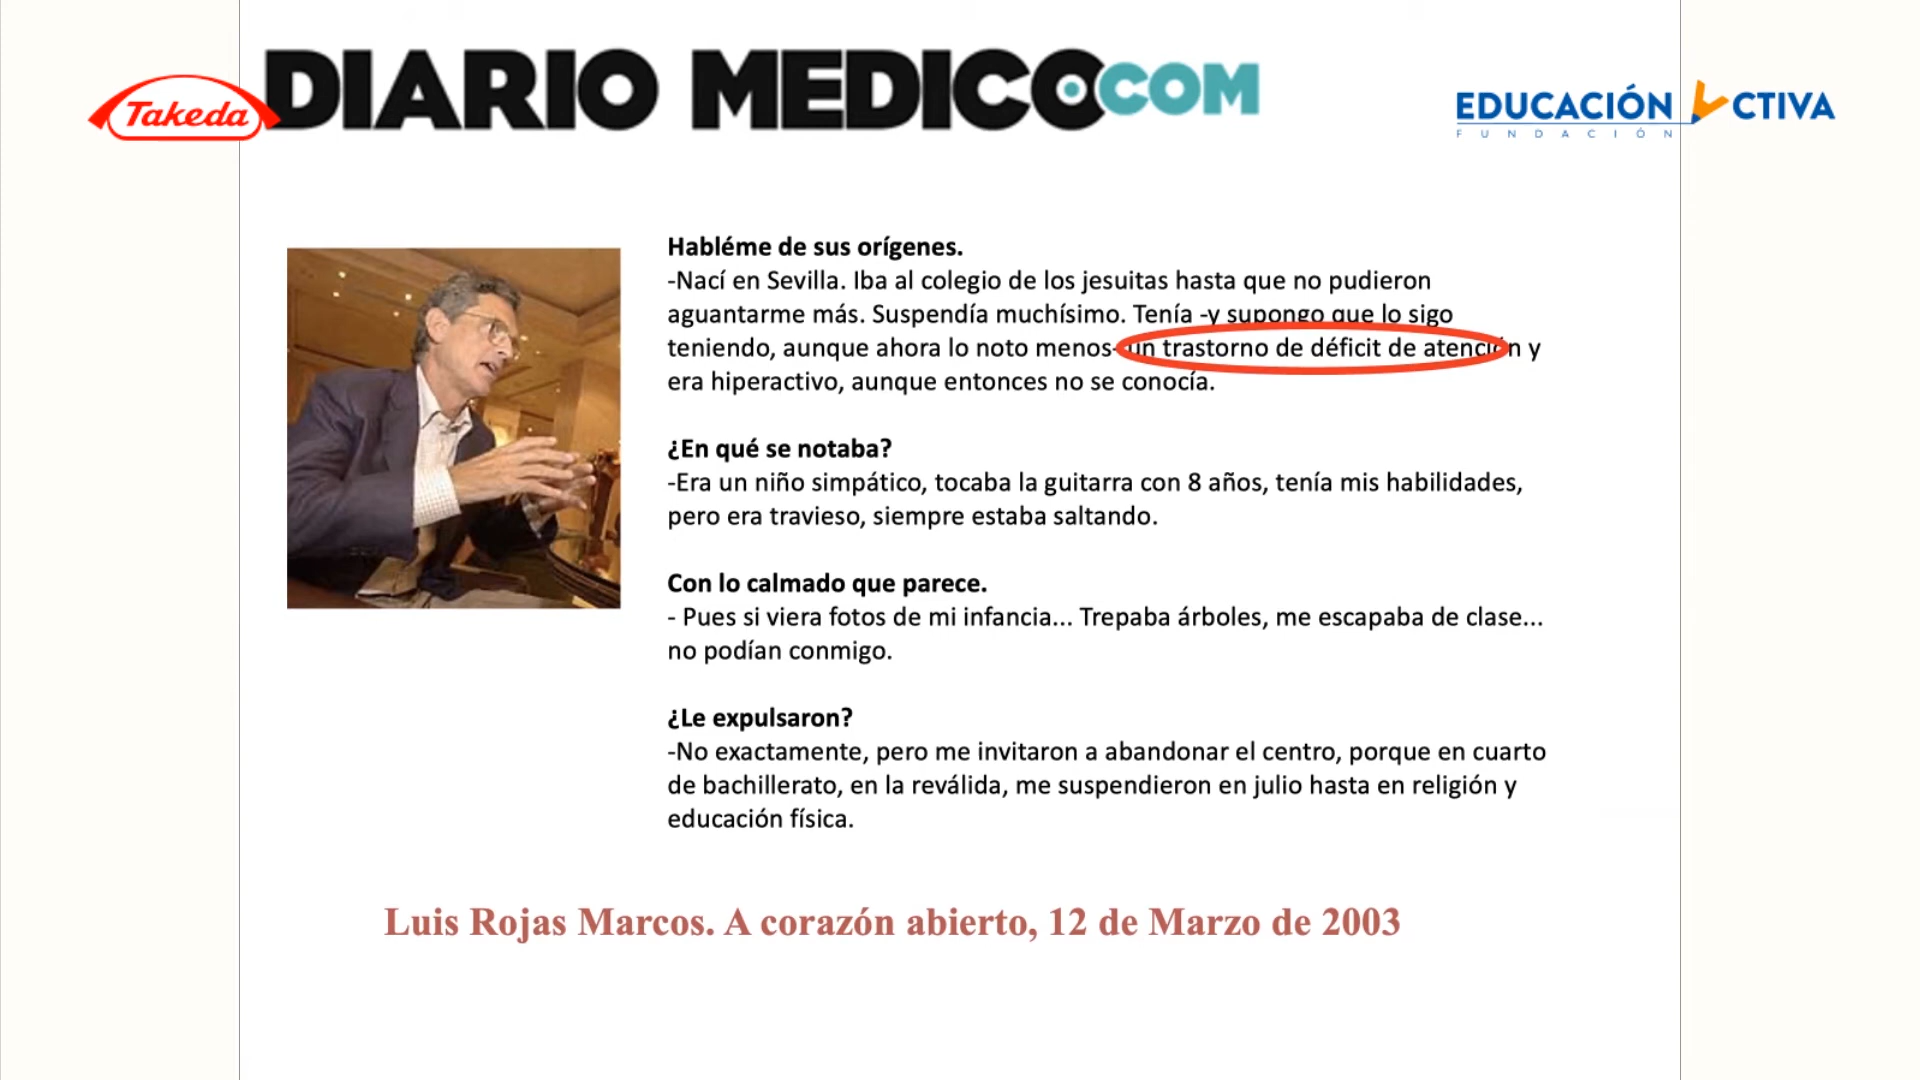 DIARIO MEDICO.COM
Takeda
EDUCACIÓN ACTIVA
FUNDACIÓN
Habléme de sus orígenes.
-Nací en Sevilla. Iba al colegio de los jesuitas hasta que no pudieron
aguantarme más. Suspendía muchísimo. Tenía -y supongo que lo sigo
teniendo, aunque ahora lo noto menos- un trastorno de déficit de atención y
era hiperactivo, aunque entonces no se conocía.
¿En qué se notaba?
-Era un niño simpático, tocaba la guitarra con 8 años, tenía mis habilidades,
pero era travieso, siempre estaba saltando.
Con lo calmado que parece.
- Pues si viera fotos de mi infancia... Trepaba árboles, me escapaba de clase...
no podían conmigo.
¿Le expulsaron?
-No exactamente, pero me invitaron a abandonar el centro, porque en cuarto
de bachillerato, en la reválida, me suspendieron en julio hasta en religión y
educación física.
Luis Rojas Marcos. A corazón abierto, 12 de Marzo de 2003